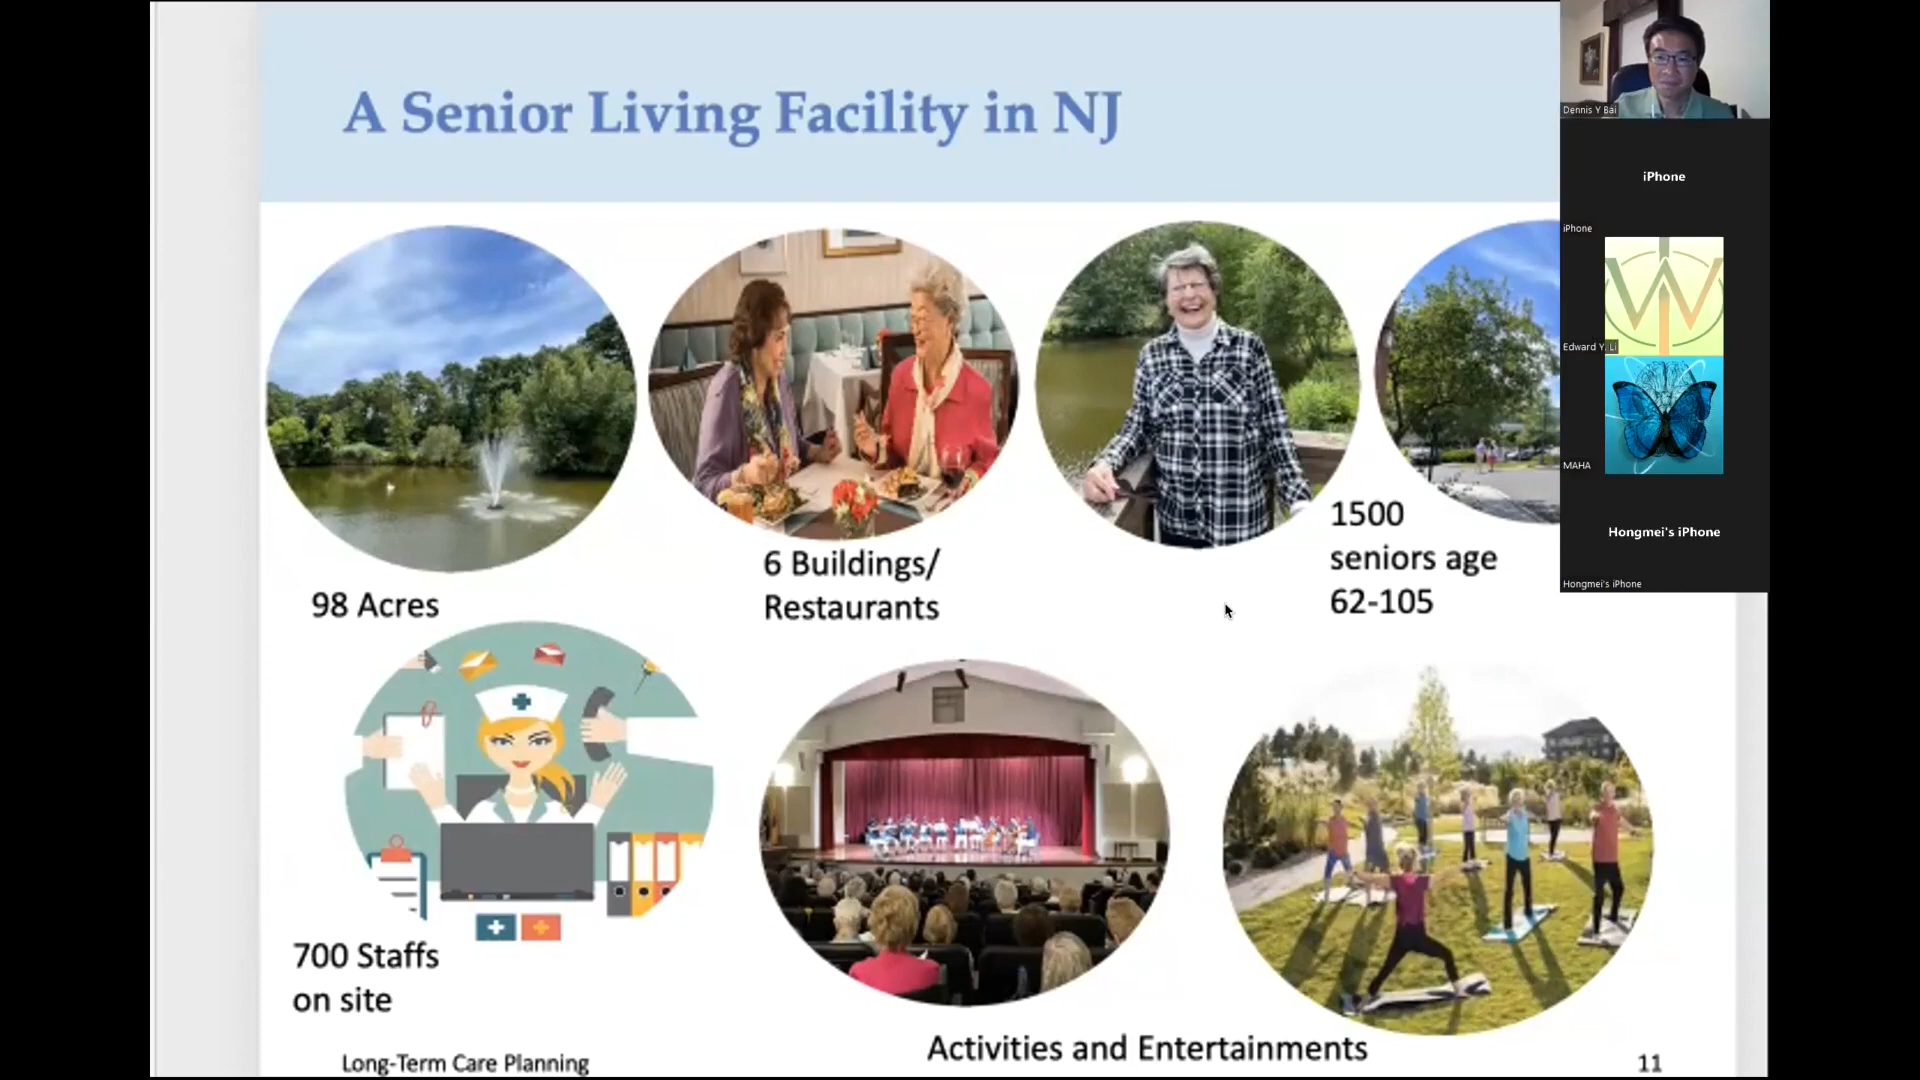 A Senior Living Facility in NJ
98 Acres
6 Buildings/
Restaurants
1500
seniors age
62-105
700 Staffs
on site
Activities and Entertainments
Long-Term Care Planning
11
Dennis Y Bai
iPhone
iPhone
Edward Y. Li
MAHA
Hongmei's iPhone
Hongmei's iPhone